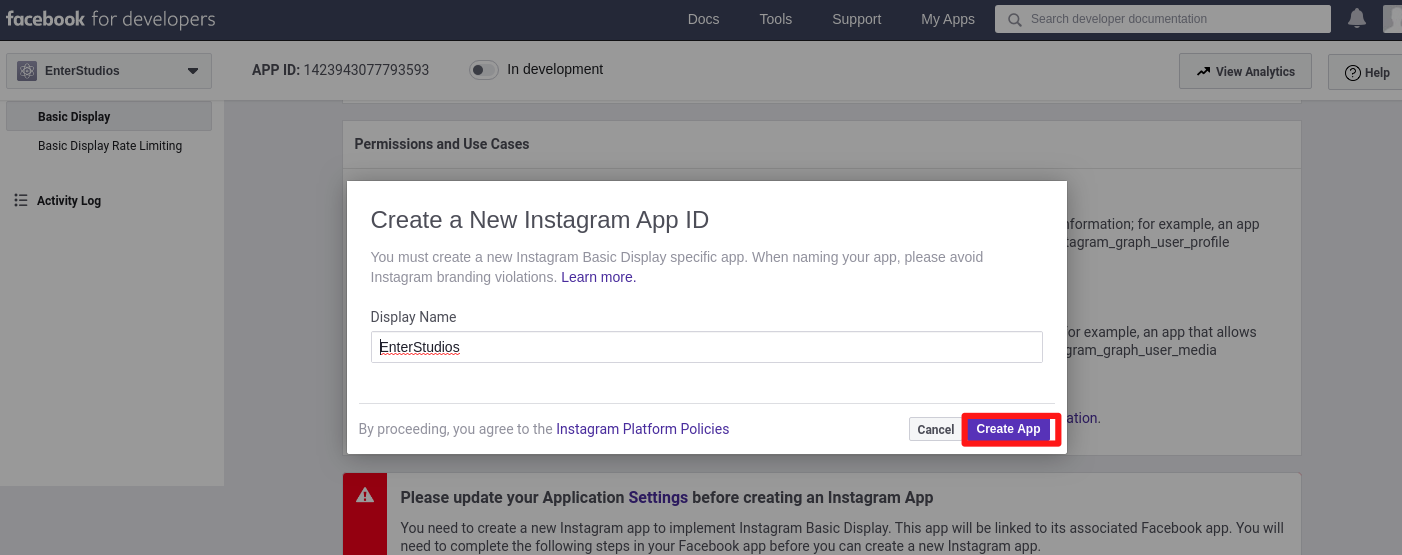 facebook for developers
Docs Tools Support My Apps Search developer documentation
EnterStudios
APP ID: 1423943077793593 In development View Analytics Help
Basic Display
Basic Display Rate Limiting
Activity Log
Permissions and Use Cases
Create a New Instagram App ID
You must create a new Instagram Basic Display specific app. When naming your app, please avoid
Instagram branding violations. Learn more.
Display Name
EnterStudios
By proceeding, you agree to the Instagram Platform Policies Cancel Create App
nformation; for example, an app
tagram_graph_user_profile
or example, an app that allows
gram_graph_user_media
ation.
Please update your Application Settings before creating an Instagram App
You need to create a new Instagram app to implement Instagram Basic Display. This app will be linked to its associated Facebook app. You will
need to complete the following steps in your Facebook app before you can create a new Instagram app.